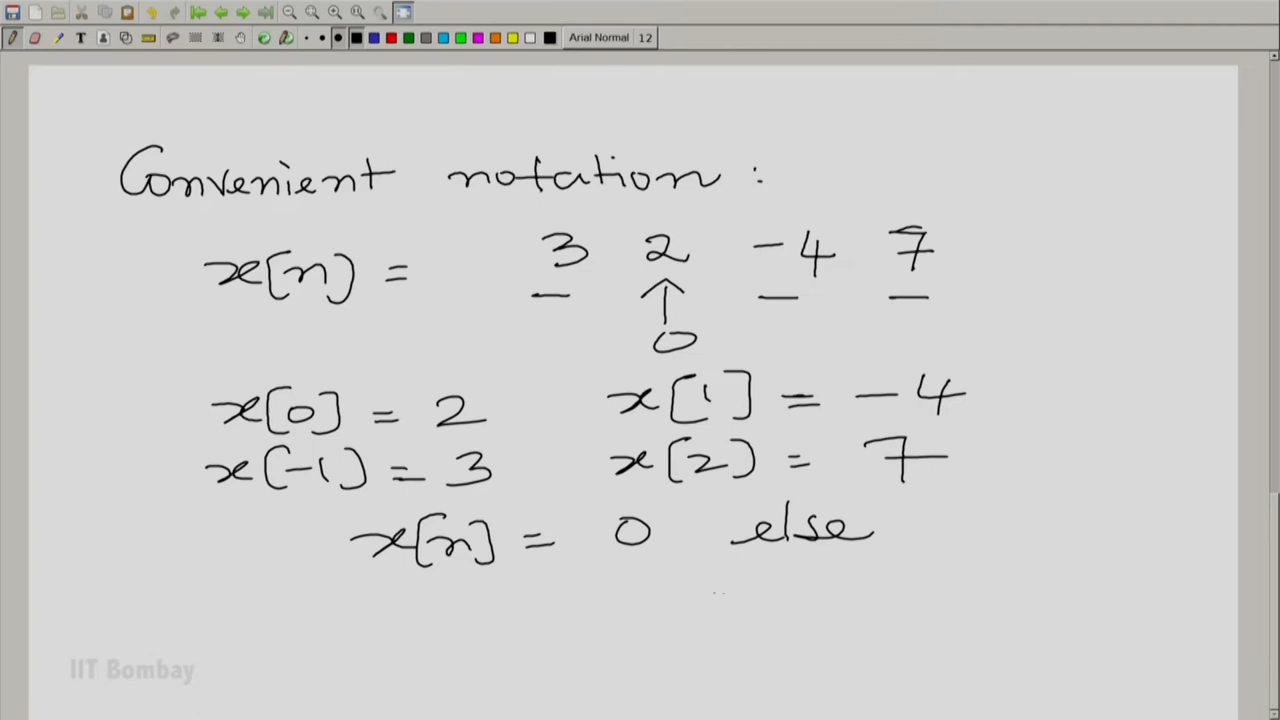 T Arial Normal 12
Convenient notation :
x[n] = 3 2 -4 7
↑
0
x[0] = 2 x[1] = -4
x[-1] = 3 x[2] = 7
x[n] = 0 else
IIT Bombay